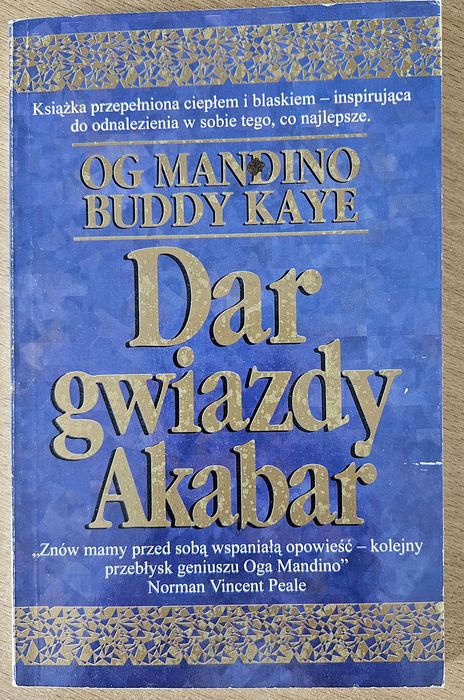 Książka przepełniona ciepłem i blaskiem – inspirująca
do odnalezienia w sobie tego, co najlepsze.
OG MANDINO
BUDDY KAYE
Dar
gwiazdy
Akabar
„Znów mamy przed sobą wspaniałą opowieść – kolejny
przebłysk geniuszu Oga Mandino”
Norman Vincent Peale